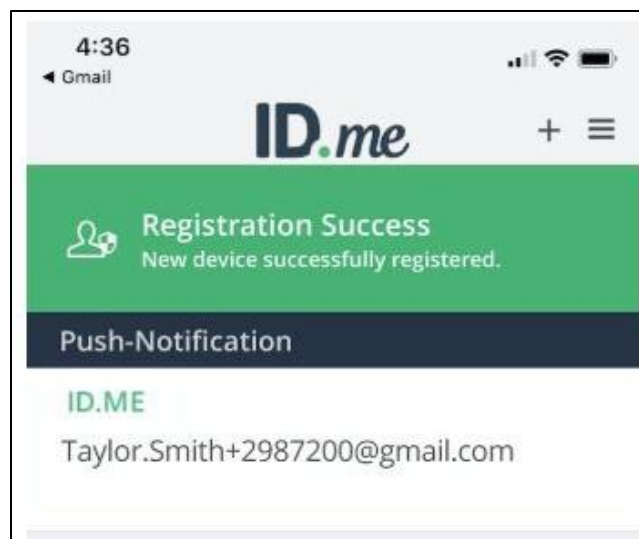 4:36
◀ Gmail
ID.me
Registration Success
New device successfully registered.
Push-Notification
ID.ME
Taylor.Smith+2987200@gmail.com